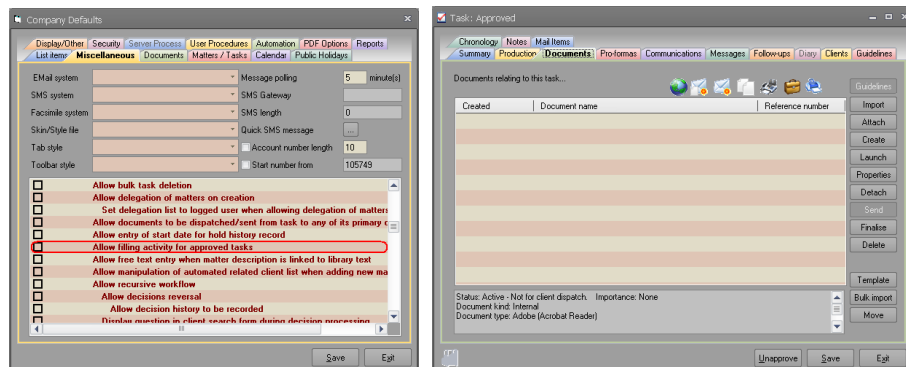 Company Defaults
Display/Other Security Server Process User Procedures Automation PDF Options Reports
List items Miscellaneous Documents Matters / Tasks Calendar Public Holidays
EMail system Message polling 5 minute(s)
SMS system SMS Gateway
Facsimile system SMS length 0
Skin/Style file Quick SMS message ...
Tab style Account number length 10
Toolbar style Start number from 105749
Allow bulk task deletion
Allow delegation of matters on creation
Set delegation list to logged user when allowing delegation of matters
Allow documents to be dispatched/sent from task to any of its primary c
Allow entry of start date for hold history record
Allow filling activity for approved tasks
Allow free text entry when matter description is linked to library text
Allow manipulation of automated related client list when adding new ma
Allow recursive workflow
Allow decisions reversal
Allow decision history to be recorded
Display question in client search form during decision processing
Save Exit
Task: Approved
Chronology Notes Mail Items
Summary Production Documents Pro-formas Communications Messages Follow-ups Diary Clients Guidelines
Documents relating to this task...
Created Document name Reference number
Guidelines
Import
Attach
Create
Launch
Properties
Detach
Send
Finalise
Delete
Template
Bulk import
Move
Status: Active - Not for client dispatch. Importance: None
Document kind: Internal
Document type: Adobe (Acrobat Reader)
Unapprove Save Exit